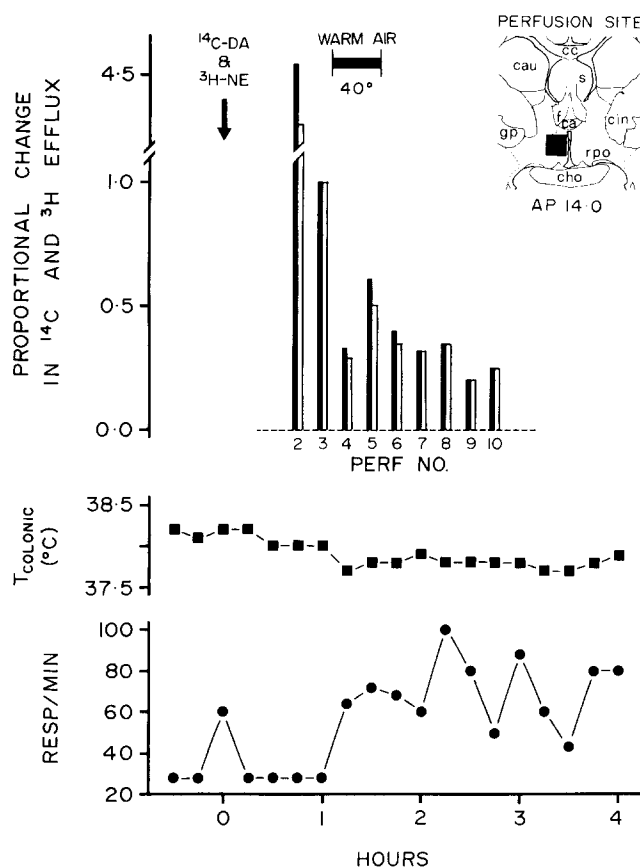 PERFUSION SITE
cc
cau
s
f
ca
cin
gp
rpo
cho
AP 14·0
¹⁴C-DA
&
³H-NE
WARM AIR
40°
PROPORTIONAL CHANGE
IN ¹⁴C AND ³H EFFLUX
4·5
1·0
0·5
0·0
2 3 4 5 6 7 8 9 10
PERF NO.
T COLONIC
(°C)
38·5
37·5
RESP/MIN
100
80
60
40
20
0 1 2 3 4
HOURS